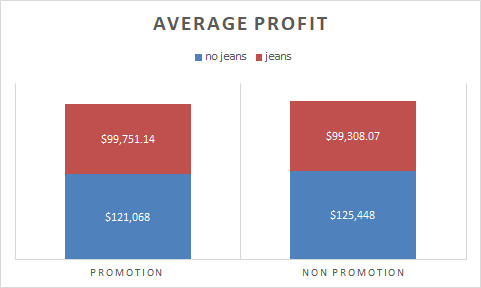 AVERAGE PROFIT
no jeans jeans
$99,751.14 $99,308.07
$121,068 $125,448
PROMOTION NON PROMOTION